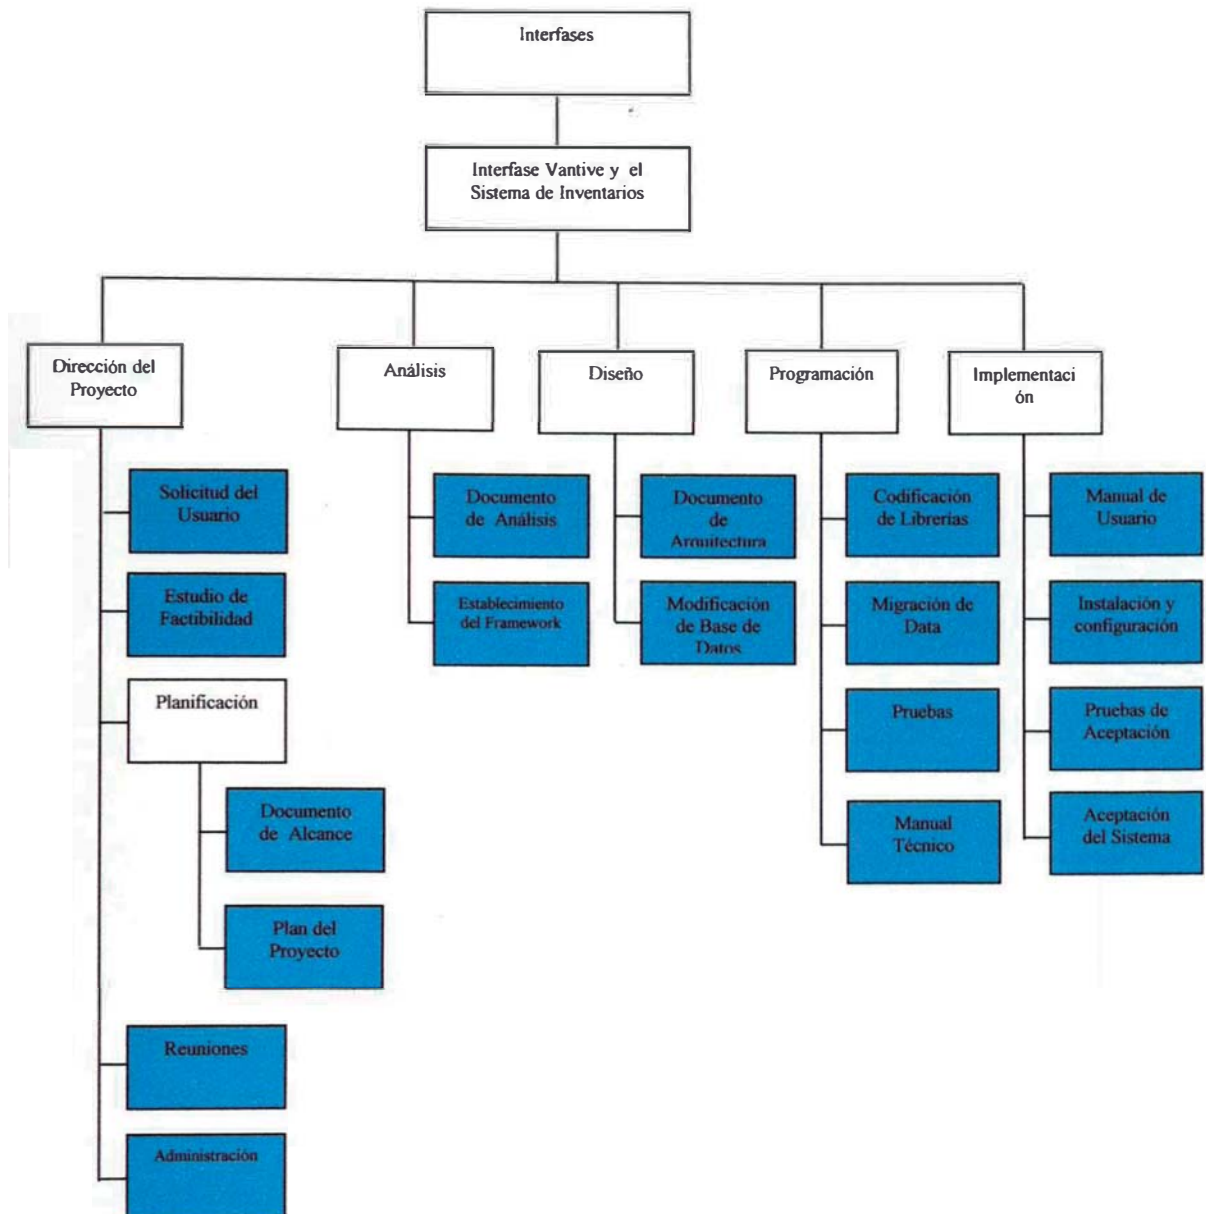 Interfases
Interfase Vantive y el
Sistema de Inventarios
Dirección del
Proyecto
Análisis
Diseño
Programación
Implementaci
ón
Solicitud del
Usuario
Estudio de
Factibilidad
Planificación
Documento
de Alcance
Plan del
Proyecto
Reuniones
Administración
Documento
de Análisis
Establecimiento
del Framework
Documento
de
Arquitectura
Modificación
de Base de
Datos
Codificación
de Librerías
Migración de
Data
Pruebas
Manual
Técnico
Manual de
Usuario
Instalación y
configuración
Pruebas de
Aceptación
Aceptación
del Sistema